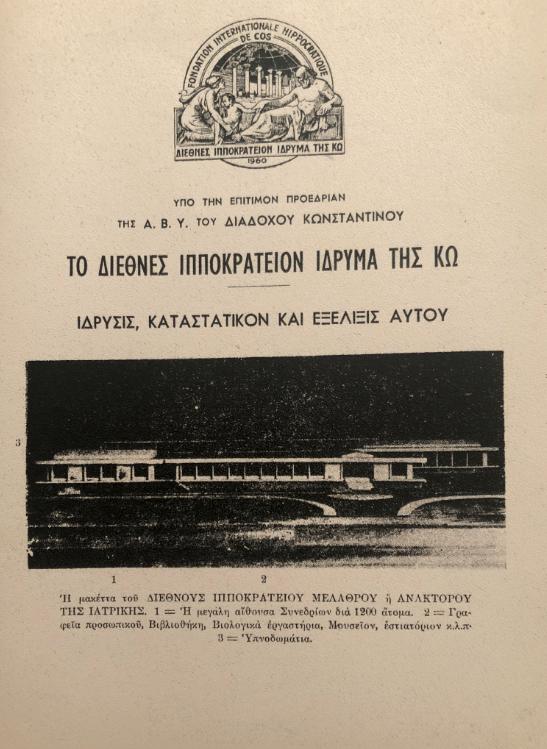 FONDATION INTERNATIONALE HIPPOCRATIQUE
DE COS
ΔΙΕΘΝΕΣ ΙΠΠΟΚΡΑΤΕΙΟΝ ΙΔΡΥΜΑ ΤΗΣ ΚΩ
1960
ΥΠΟ ΤΗΝ ΕΠΙΤΙΜΟΝ ΠΡΟΕΔΡΙΑΝ
ΤΗΣ Α. Β. Υ. ΤΟΥ ΔΙΑΔΟΧΟΥ ΚΩΝΣΤΑΝΤΙΝΟΥ
ΤΟ ΔΙΕΘΝΕΣ ΙΠΠΟΚΡΑΤΕΙΟΝ ΙΔΡΥΜΑ ΤΗΣ ΚΩ
ΙΔΡΥΣΙΣ, ΚΑΤΑΣΤΑΤΙΚΟΝ ΚΑΙ ΕΞΕΛΙΞΙΣ ΑΥΤΟΥ
3
1 2
Ἡ μακέττα τοῦ ΔΙΕΘΝΟΥΣ ΙΠΠΟΚΡΑΤΕΙΟΥ ΜΕΛΑΘΡΟΥ ἢ ΑΝΑΚΤΟΡΟΥ
ΤΗΣ ΙΑΤΡΙΚΗΣ. 1 = Ἡ μεγάλη αἴθουσα Συνεδρίων διὰ 1200 ἄτομα. 2 = Γρα-
φεῖα προσωπικοῦ, Βιβλιοθήκη, Βιολογικὰ ἐργαστήρια, Μουσεῖον, ἑστιατόριον κ.λ.π.
3 = Ὑπνοδωμάτια.